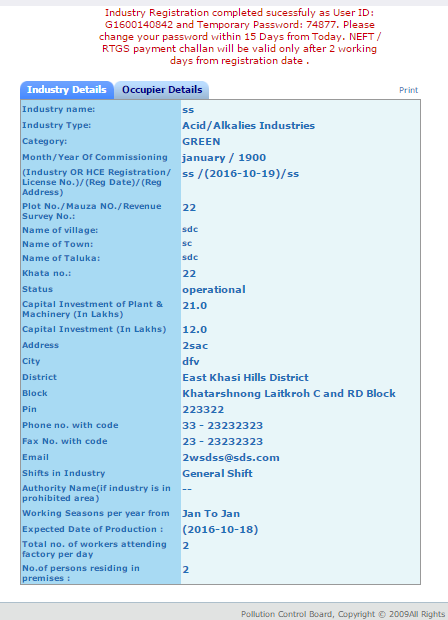 Industry Registration completed sucessfuly as User ID:
G1600140842 and Temporary Password: 74877. Please
change your password within 15 Days from Today. NEFT /
RTGS payment challan will be valid only after 2 working
days from registration date .
Industry Details Occupier Details Print
Industry name: ss
Industry Type: Acid/Alkalies Industries
Category: GREEN
Month/Year Of Commissioning january / 1900
(Industry OR HCE Registration/ ss /(2016-10-19)/ss
License No.)/(Reg Date)/(Reg
Address)
Plot No./Mauza NO./Revenue 22
Survey No.:
Name of village: sdc
Name of Town: sc
Name of Taluka: sdc
Khata no.: 22
Status operational
Capital Investment of Plant & 21.0
Machinery (In Lakhs)
Capital Investment (In Lakhs) 12.0
Address 2sac
City dfv
District East Khasi Hills District
Block Khatarshnong Laitkroh C and RD Block
Pin 223322
Phone no. with code 33 - 23232323
Fax No. with code 23 - 23232323
Email 2wsdss@sds.com
Shifts in Industry General Shift
Authority Name(if industry is in --
prohibited area)
Working Seasons per year from Jan To Jan
Expected Date of Production : (2016-10-18)
Total no. of workers attending 2
factory per day
No.of persons residing in 2
premises :
Pollution Control Board, Copyright © 2009All Rights